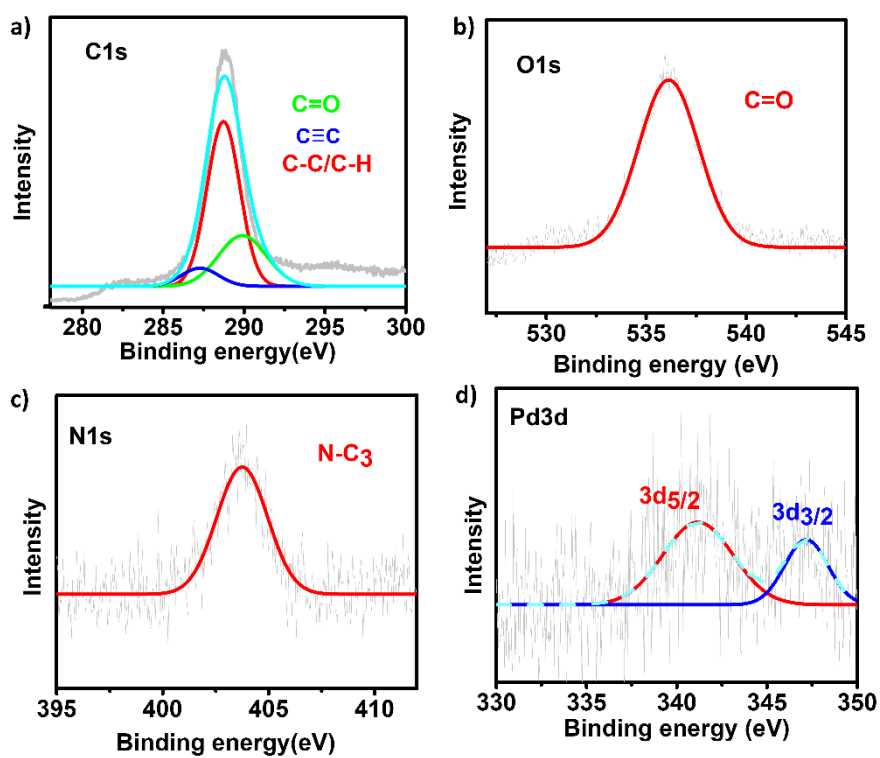 a)
C1s
C=O
C≡C
C-C/C-H
Intensity
280 285 290 295 300
Binding energy(eV)
b)
O1s
C=O
Intensity
530 535 540 545
Binding energy (eV)
c)
N1s
N-C3
Intensity
395 400 405 410
Binding energy(eV)
d)
Pd3d
3d5/2
3d3/2
Intensity
330 335 340 345 350
Binding energy (eV)